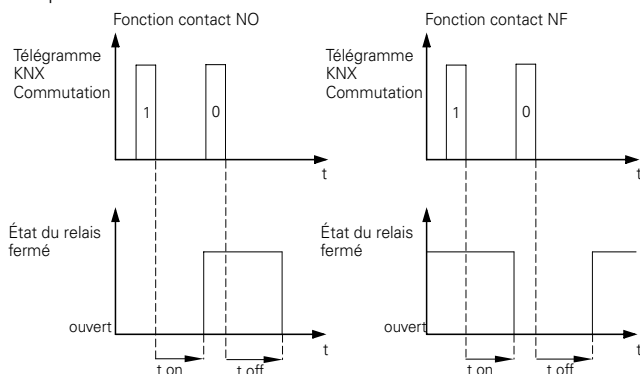 Fonction contact NO
Télégramme
KNX
Commutation
1
0
t
État du relais
fermé
ouvert
t
t on
t off
Fonction contact NF
Télégramme
KNX
Commutation
1
0
t
État du relais
fermé
ouvert
t
t on
t off